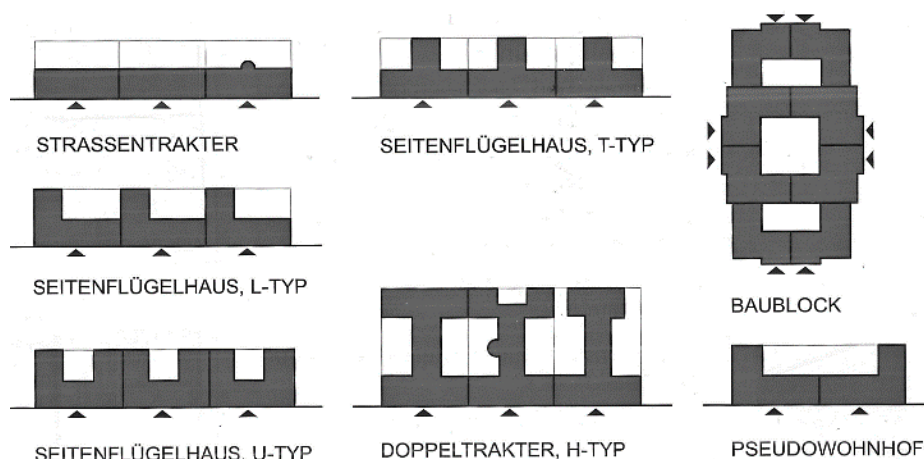 STRASSENTRAKTER
SEITENFLÜGELHAUS, T-TYP
SEITENFLÜGELHAUS, L-TYP
BAUBLOCK
SEITENFLÜGELHAUS, U-TYP
DOPPELTRAKTER, H-TYP
PSEUDOWOHNHOF